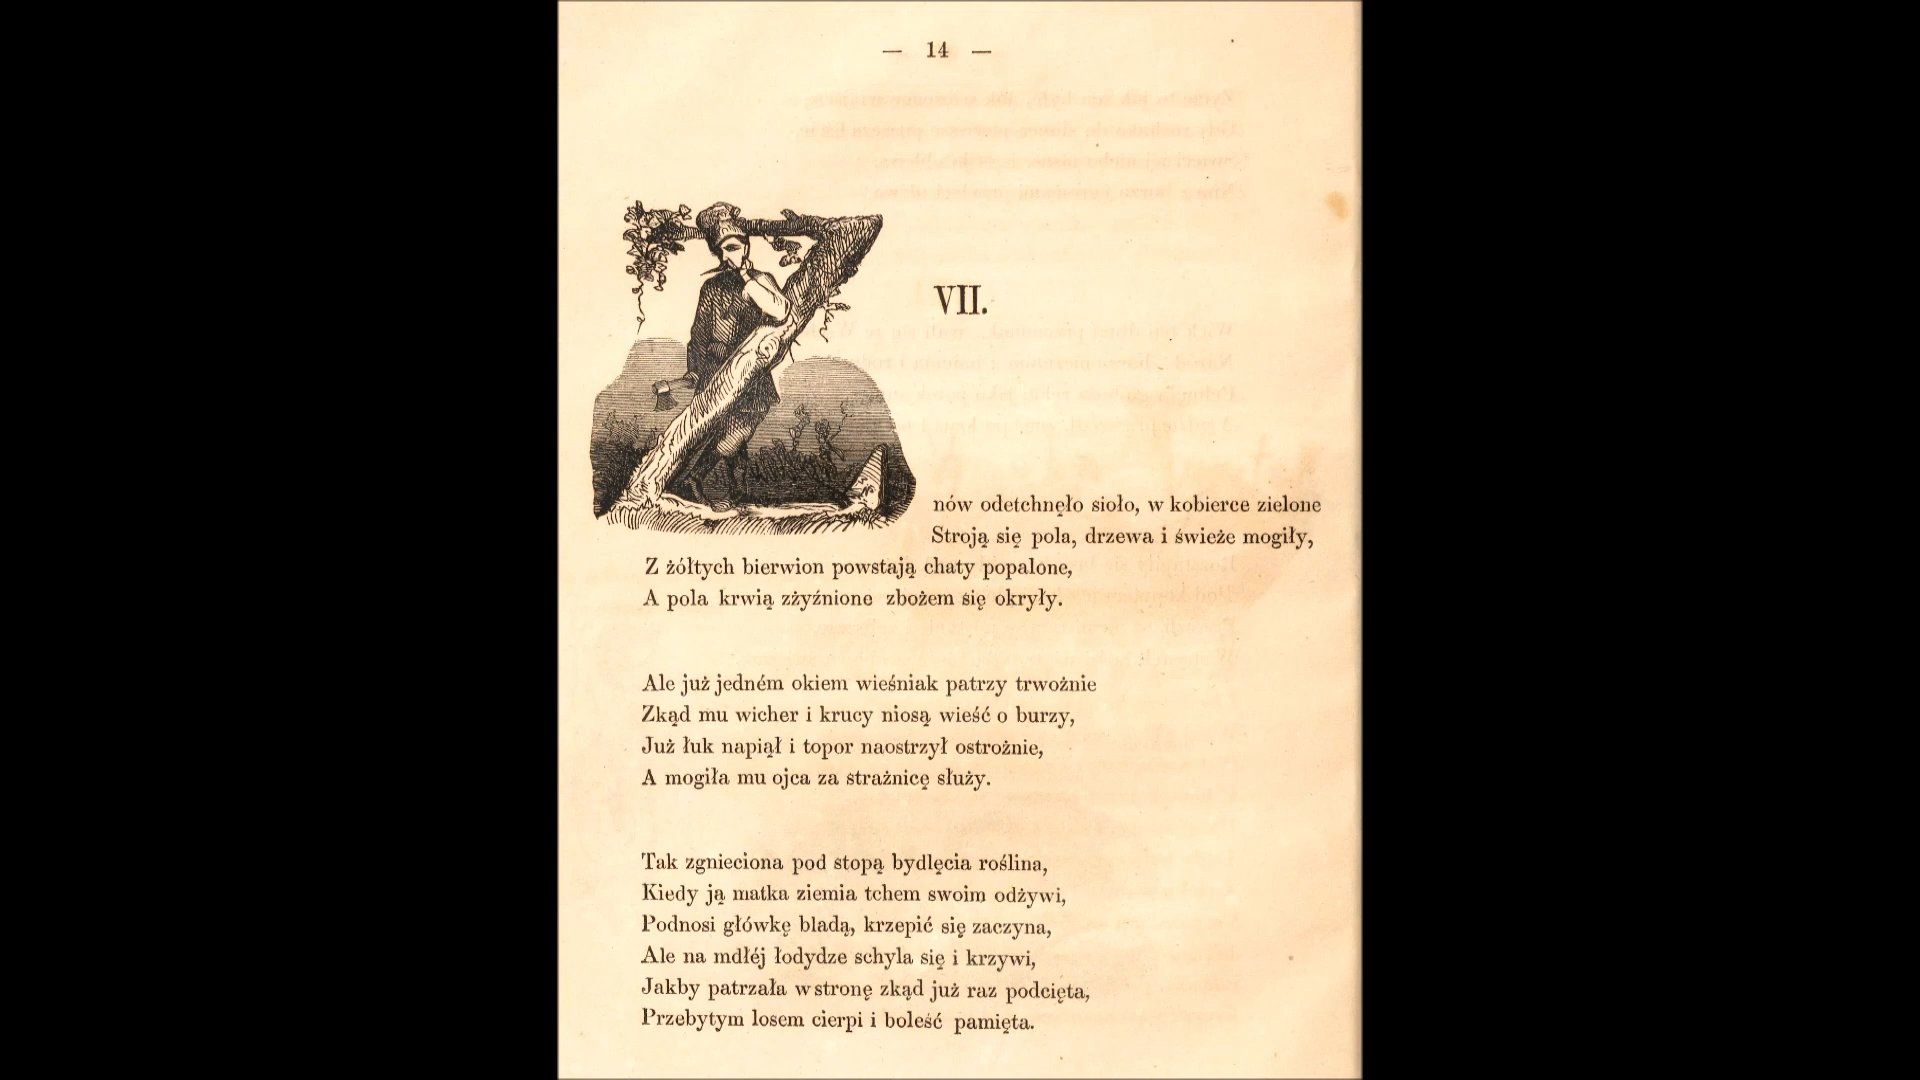 — 14 —
VII.
Znów odetchnęło sioło, w kobierce zielone
Stroją się pola, drzewa i świeże mogiły,
Z żółtych bierwion powstają chaty popalone,
A pola krwią zżyźnione zbożem się okryły.
Ale już jedném okiem wieśniak patrzy trwożnie
Zkąd mu wicher i krucy niosą wieść o burzy,
Już łuk napiął i topor naostrzył ostrożnie,
A mogiła mu ojca za strażnicę służy.
Tak zgnieciona pod stopą bydlęcia roślina,
Kiedy ją matka ziemia tchem swoim odżywi,
Podnosi główkę bladą, krzepić się zaczyna,
Ale na mdłéj łodydze schyla się i krzywi,
Jakby patrzała w stronę zkąd już raz podcięta,
Przebytym losem cierpi i boleść pamięta.